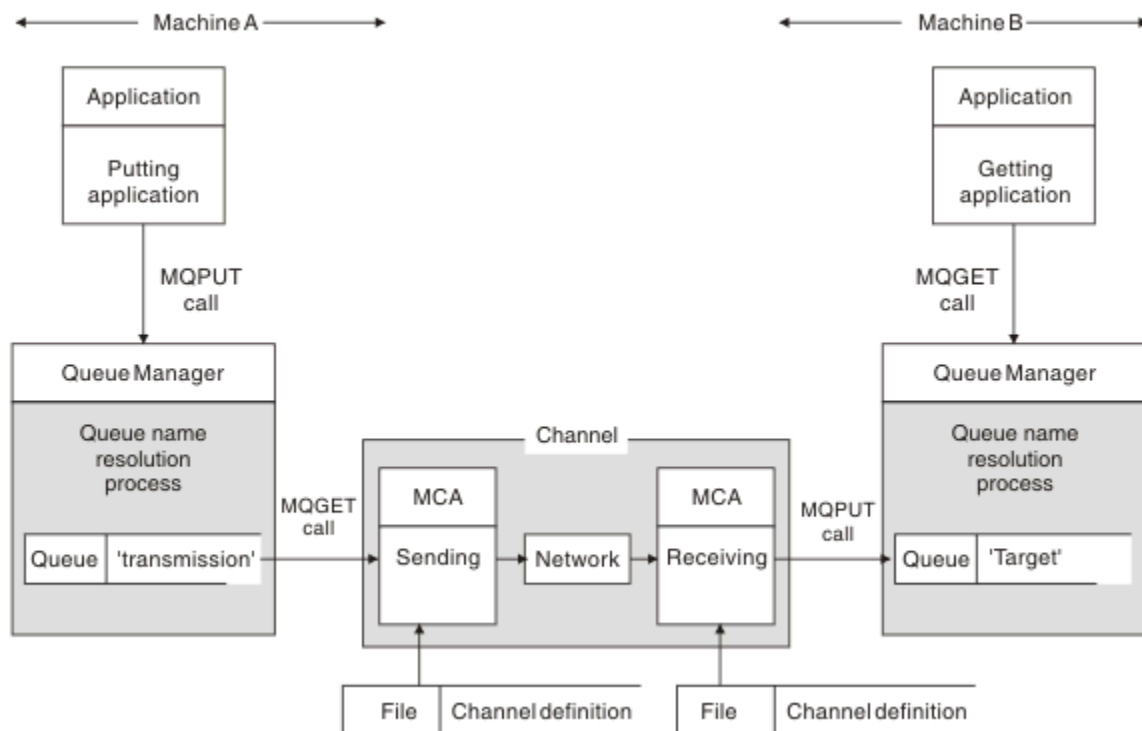 Machine A
Machine B
Application
Putting
application
Application
Getting
application
MQPUT
call
MQGET
call
Queue Manager
Queue name
resolution
process
Queue 'transmission'
MQGET
call
Channel
MCA
Sending
Network
MCA
Receiving
MQPUT
call
Queue Manager
Queue name
resolution
process
Queue 'Target'
File Channel definition
File Channel definition